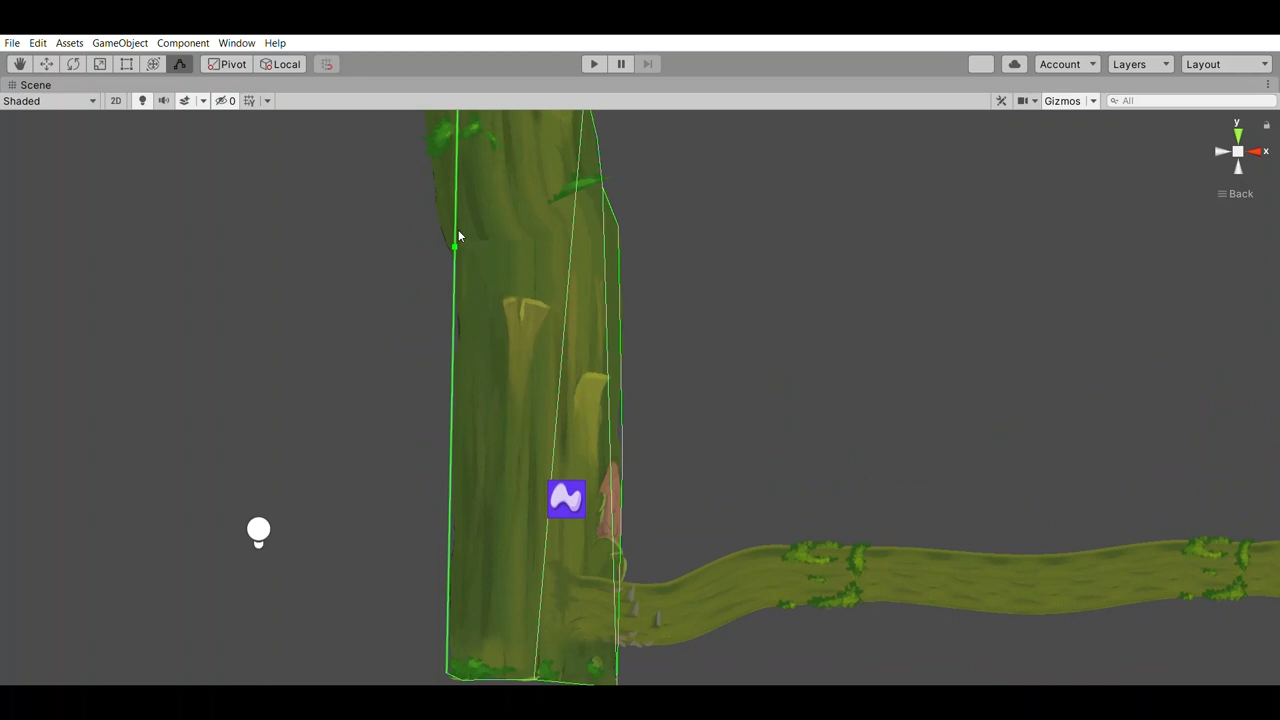 File Edit Assets GameObject Component Window Help
Pivot Local Account Layers Layout
Scene
Shaded 2D 0 Gizmos All
y
x
Back